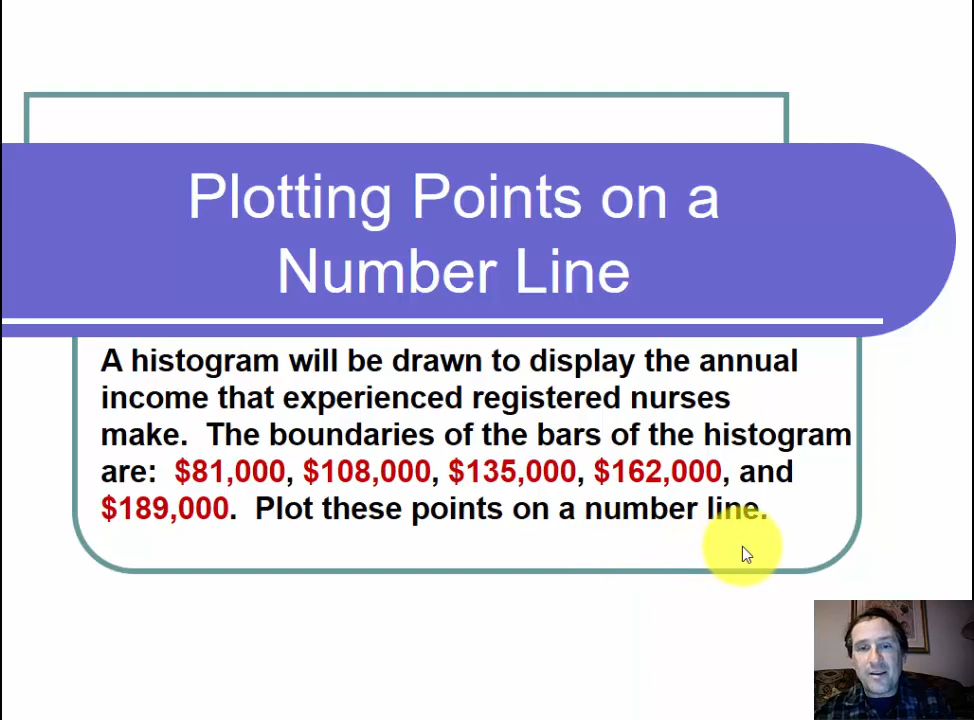 Plotting Points on a
Number Line
A histogram will be drawn to display the annual
income that experienced registered nurses
make.  The boundaries of the bars of the histogram
are:  $81,000, $108,000, $135,000, $162,000, and
$189,000.  Plot these points on a number line.